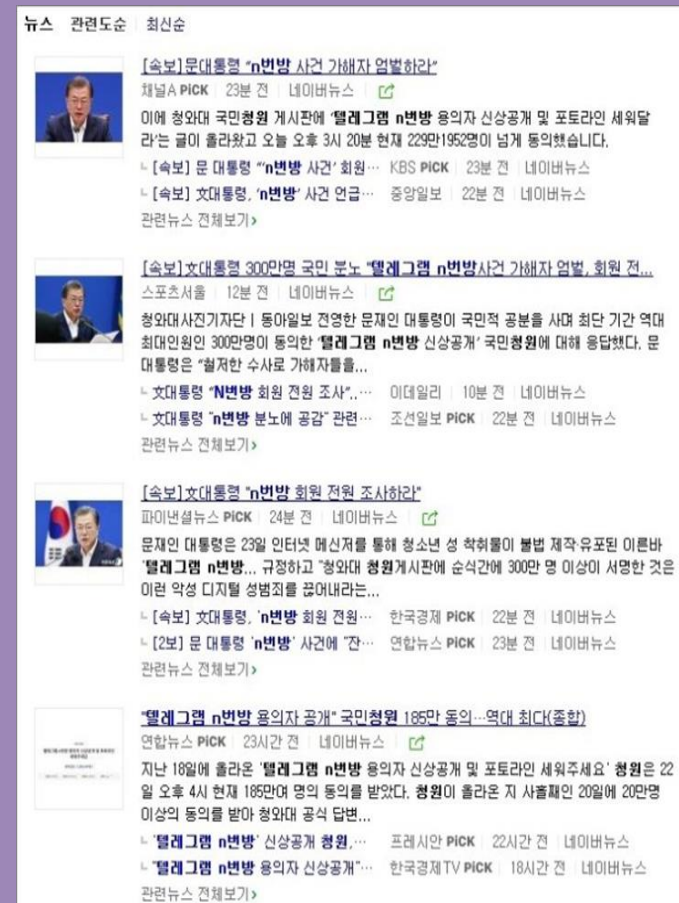 뉴스 관련도순 최신순
[속보]문대통령 "n번방 사건 가해자 엄벌하라"
채널A PiCK 23분 전 네이버뉴스
이에 청와대 국민청원 게시판에 '텔레그램 n번방 용의자 신상공개 및 포토라인 세워달
라'는 글이 올라왔고 오늘 오후 3시 20분 현재 229만1952명이 넘게 동의했습니다.
[속보] 문 대통령 "'n번방 사건' 회원… KBS PiCK 23분 전 네이버뉴스
[속보] 文대통령, 'n번방' 사건 언급… 중앙일보 22분 전 네이버뉴스
관련뉴스 전체보기>
[속보]文대통령 300만명 국민 분노 "텔레그램 n번방사건 가해자 엄벌, 회원 전...
스포츠서울 12분 전 네이버뉴스
청와대사진기자단 | 동아일보 전영한 문재인 대통령이 국민적 공분을 사며 최단 기간 역대
최대인원인 300만명이 동의한 '텔레그램 n번방 신상공개' 국민청원에 대해 응답했다. 문
대통령은 "철저한 수사로 가해자들을...
文대통령 "N번방 회원 전원 조사"..… 이데일리 10분 전 네이버뉴스
文대통령 "n번방 분노에 공감" 관련… 조선일보 PiCK 22분 전 네이버뉴스
관련뉴스 전체보기>
[속보]文대통령 "n번방 회원 전원 조사하라"
파이낸셜뉴스 PiCK 24분 전 네이버뉴스
문재인 대통령은 23일 인터넷 메신저를 통해 청소년 성 착취물이 불법 제작·유포된 이른바
'텔레그램 n번방... 규정하고 "청와대 청원게시판에 순식간에 300만 명 이상이 서명한 것은
이런 악성 디지털 성범죄를 끊어내라는...
[속보] 文대통령, 'n번방 회원 전원… 한국경제 PiCK 22분 전 네이버뉴스
[2보] 문 대통령 'n번방' 사건에 "잔… 연합뉴스 PiCK 23분 전 네이버뉴스
관련뉴스 전체보기>
"텔레그램 n번방 용의자 공개" 국민청원 185만 동의…역대 최다(종합)
연합뉴스 PiCK 23시간 전 네이버뉴스
지난 18일에 올라온 '텔레그램 n번방 용의자 신상공개 및 포토라인 세워주세요' 청원은 22
일 오후 4시 현재 185만여 명의 동의를 받았다. 청원이 올라온 지 사흘째인 20일에 20만명
이상의 동의를 받아 청와대 공식 답변...
'텔레그램 n번방' 신상공개 청원,… 프레시안 PiCK 22시간 전 네이버뉴스
"텔레그램 n번방 용의자 신상공개"… 한국경제TV PiCK 18시간 전 네이버뉴스
관련뉴스 전체보기>